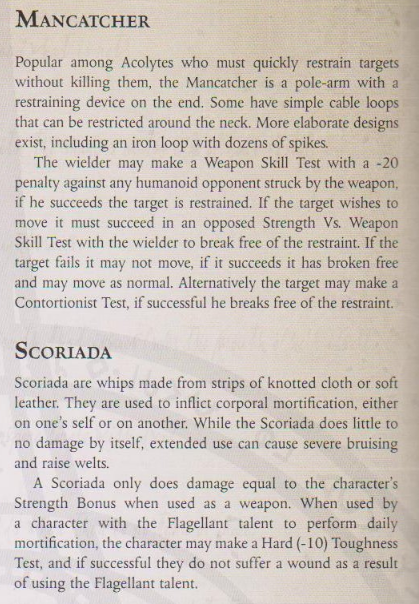 MANCATCHER
Popular among Acolytes who must quickly restrain targets
without killing them, the Mancatcher is a pole-arm with a
restraining device on the end. Some have simple cable loops
that can be restricted around the neck. More elaborate designs
exist, including an iron loop with dozens of spikes.
The wielder may make a Weapon Skill Test with a -20
penalty against any humanoid opponent struck by the weapon,
if he succeeds the target is restrained. If the target wishes to
move it must succeed in an opposed Strength Vs. Weapon
Skill Test with the wielder to break free of the restraint. If the
target fails it may not move, if it succeeds it has broken free
and may move as normal. Alternatively the target may make a
Contortionist Test, if successful he breaks free of the restraint.
SCORIADA
Scoriada are whips made from strips of knotted cloth or soft
leather. They are used to inflict corporal mortification, either
on one's self or on another. While the Scoriada does little to
no damage by itself, extended use can cause severe bruising
and raise welts.
A Scoriada only does damage equal to the character's
Strength Bonus when used as a weapon. When used by
a character with the Flagellant talent to perform daily
mortification, the character may make a Hard (-10) Toughness
Test, and if successful they do not suffer a wound as a result
of using the Flagellant talent.